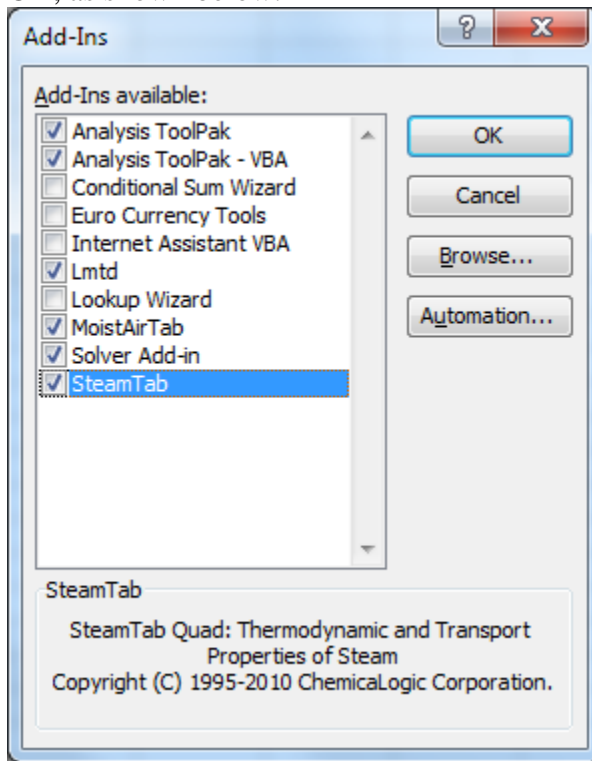 Add-Ins
?
X
Add-Ins available:
Analysis ToolPak
Analysis ToolPak - VBA
Conditional Sum Wizard
Euro Currency Tools
Internet Assistant VBA
Lmtd
Lookup Wizard
MoistAirTab
Solver Add-in
SteamTab
OK
Cancel
Browse...
Automation...
SteamTab
SteamTab Quad: Thermodynamic and Transport
Properties of Steam
Copyright (C) 1995-2010 ChemicaLogic Corporation.